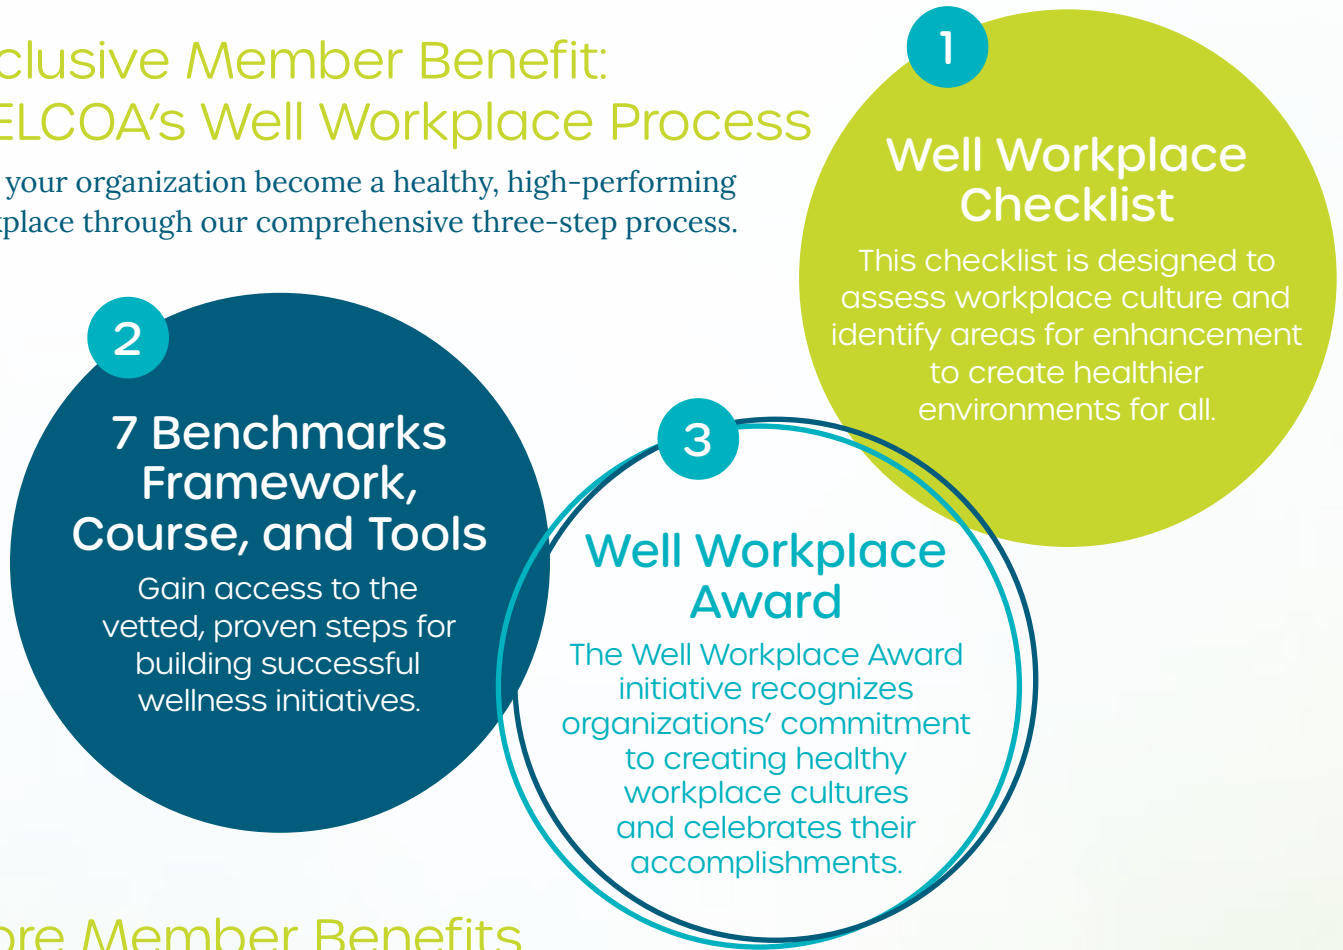 clusive Member Benefit:
ELCOA's Well Workplace Process
your organization become a healthy, high-performing
place through our comprehensive three-step process.
1
Well Workplace
Checklist
This checklist is designed to
assess workplace culture and
identify areas for enhancement
to create healthier
environments for all.
2
7 Benchmarks
Framework,
Course, and Tools
Gain access to the
vetted, proven steps for
building successful
wellness initiatives.
3
Well Workplace
Award
The Well Workplace Award
initiative recognizes
organizations' commitment
to creating healthy
workplace cultures
and celebrates their
accomplishments.
ore Member Benefits